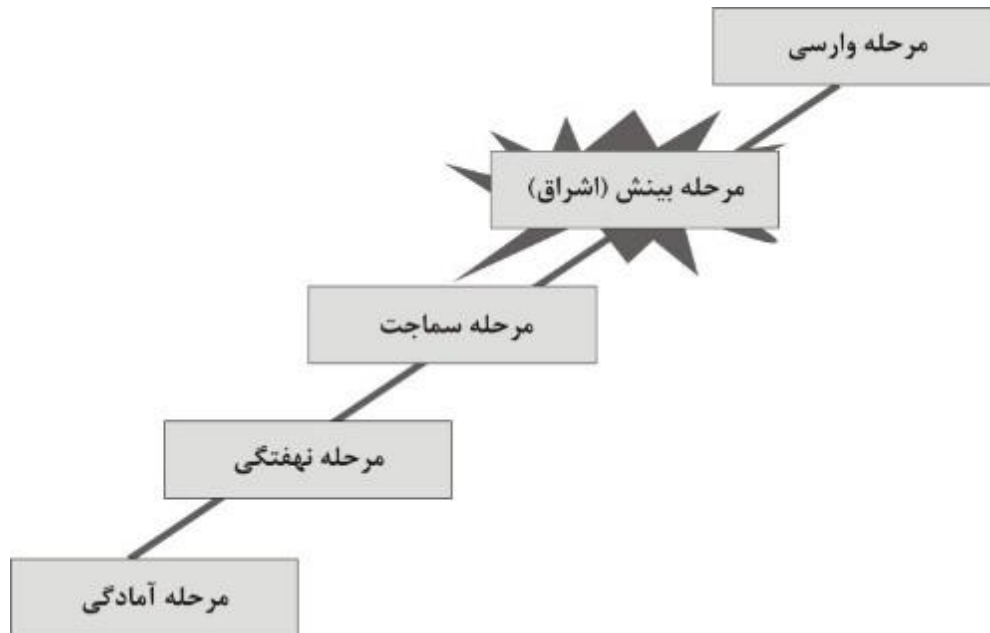 مرحله وارسی
مرحله بینش (اشراق)
مرحله سماجت
مرحله نهفتگی
مرحله آمادگی